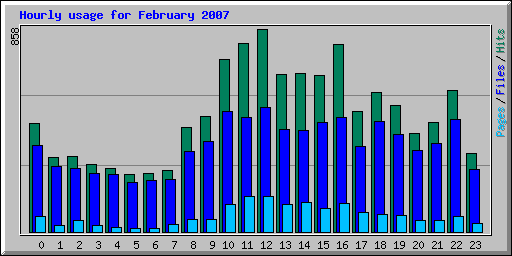 Hourly usage for February 2007
858
Pages / Files / Hits
0 1 2 3 4 5 6 7 8 9 10 11 12 13 14 15 16 17 18 19 20 21 22 23